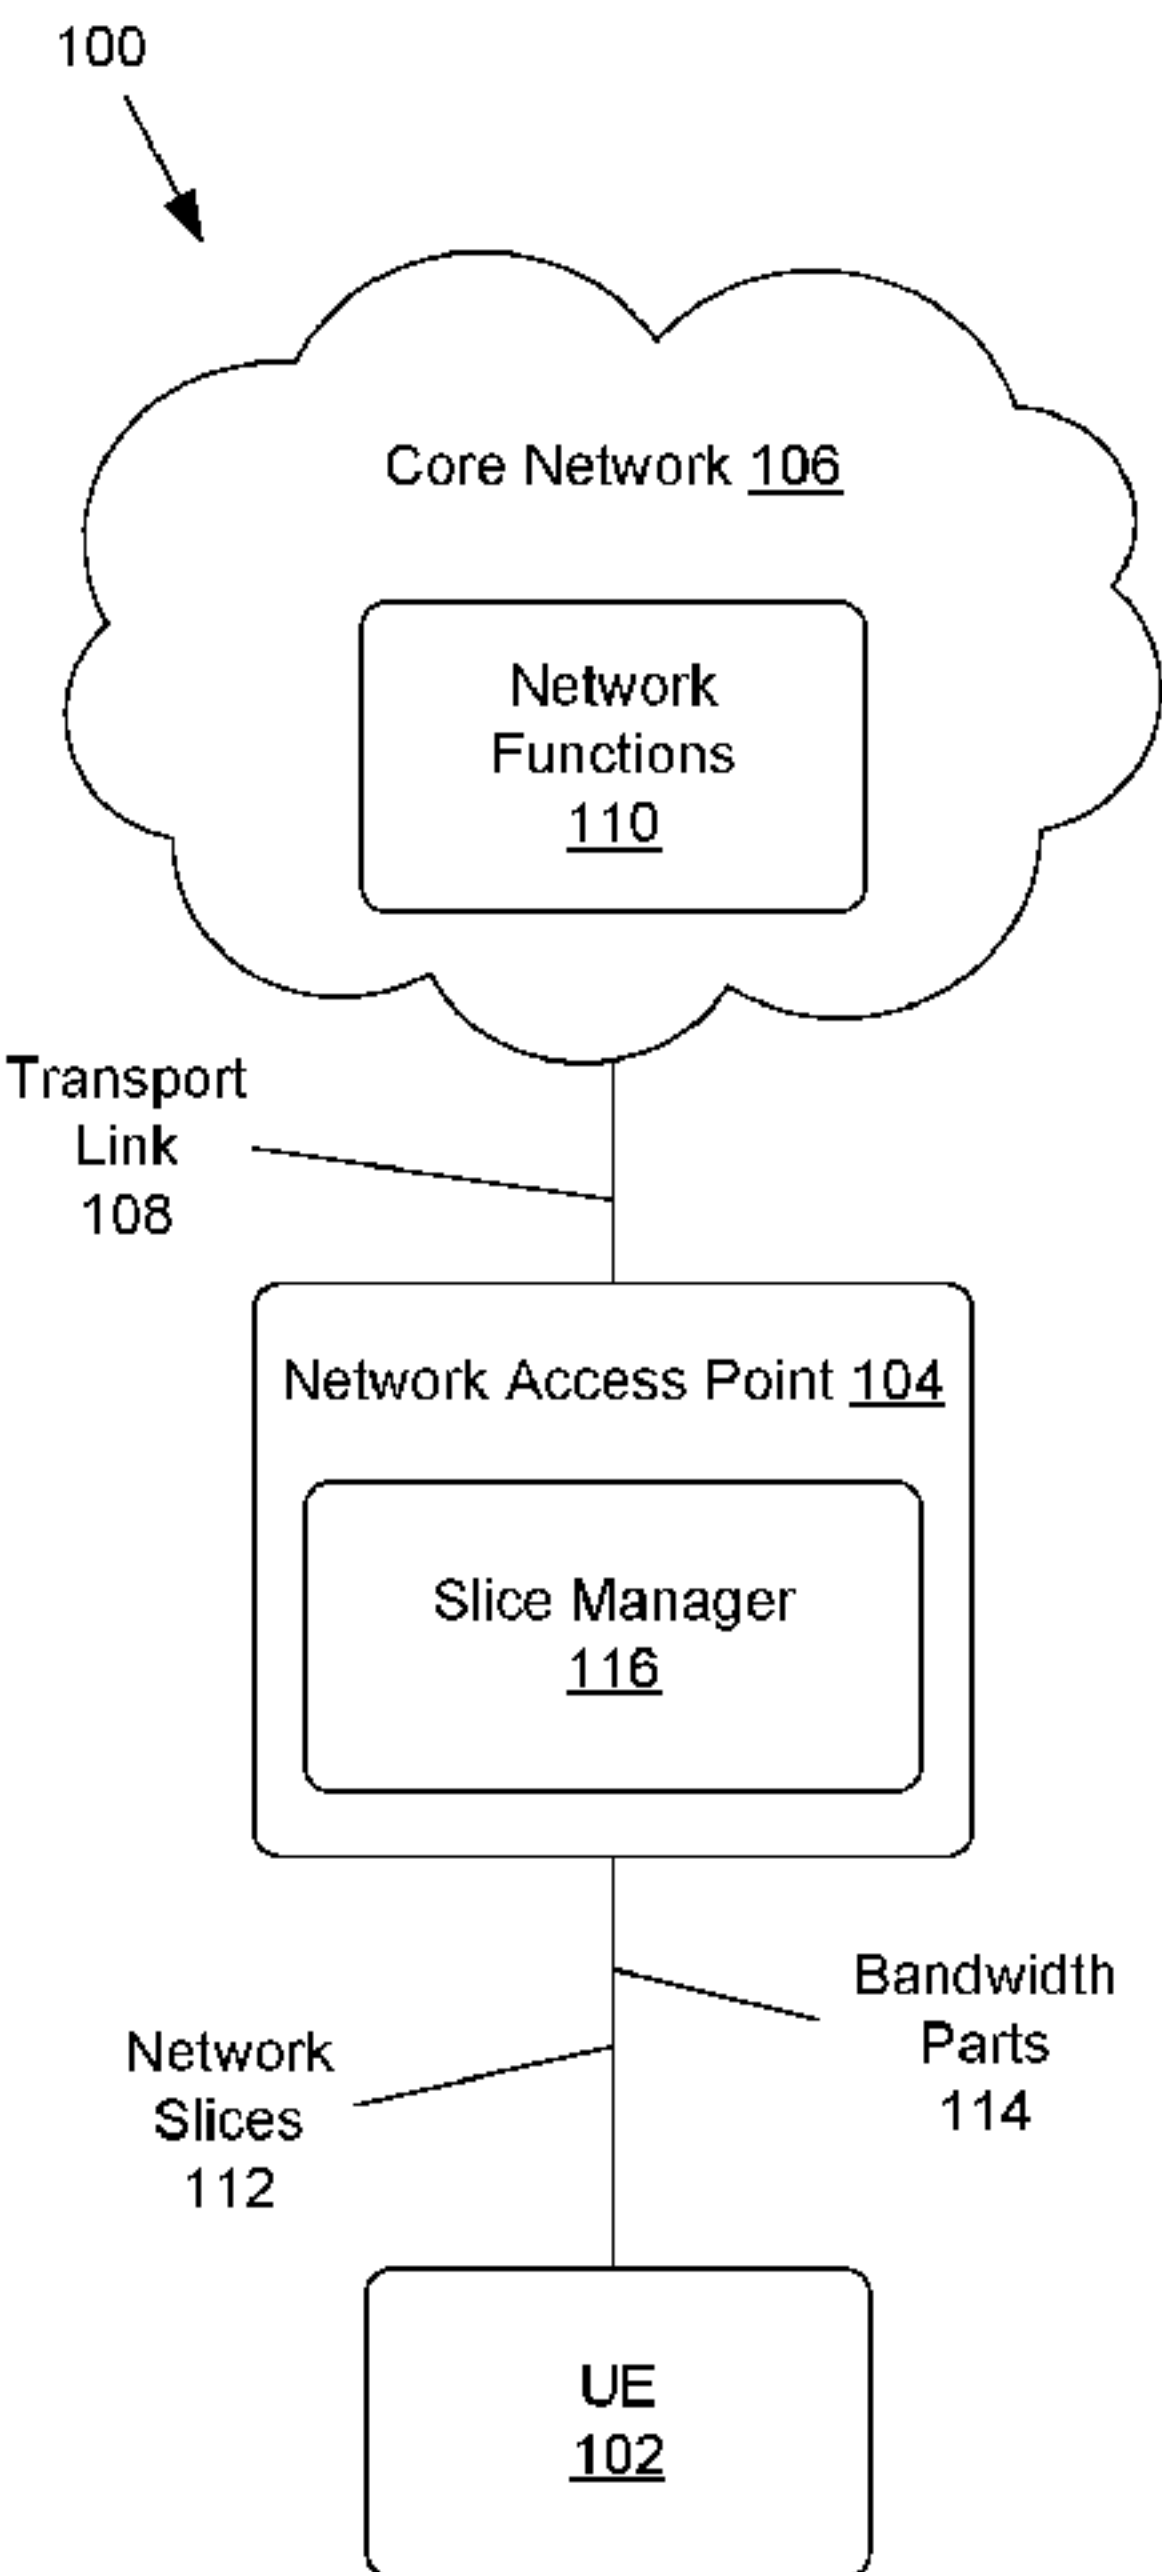 100
Core Network 106
Network
Functions
110
Transport
Link
108
Network Access Point 104
Slice Manager
116
Bandwidth
Parts
114
Network
Slices
112
UE
102